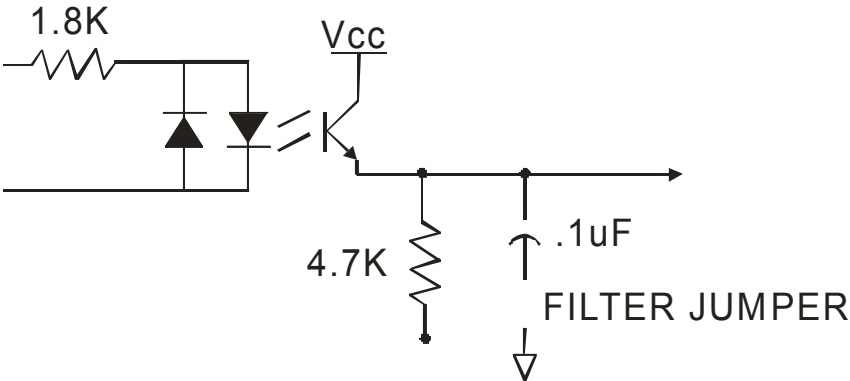 1.8K
Vcc
.1uF
4.7K
FILTER JUMPER